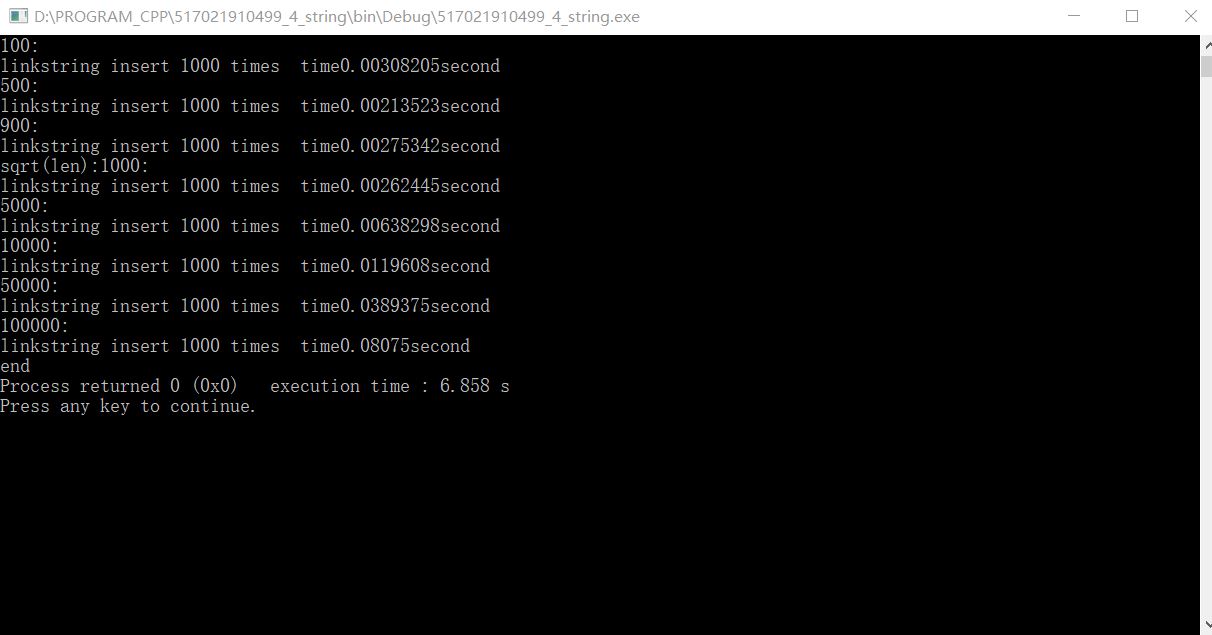 D:\PROGRAM_CPP\517021910499_4_string\bin\Debug\517021910499_4_string.exe
100:
linkstring insert 1000 times  time0.00308205second
500:
linkstring insert 1000 times  time0.00213523second
900:
linkstring insert 1000 times  time0.00275342second
sqrt(len):1000:
linkstring insert 1000 times  time0.00262445second
5000:
linkstring insert 1000 times  time0.00638298second
10000:
linkstring insert 1000 times  time0.0119608second
50000:
linkstring insert 1000 times  time0.0389375second
100000:
linkstring insert 1000 times  time0.08075second
end
Process returned 0 (0x0)   execution time : 6.858 s
Press any key to continue.